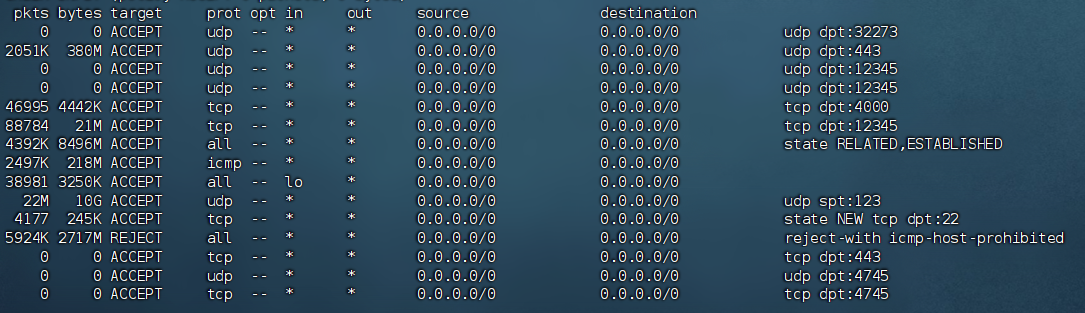 pkts bytes target prot opt in out source destination
0 0 ACCEPT udp -- * * 0.0.0.0/0 0.0.0.0/0 udp dpt:32273
2051K 380M ACCEPT udp -- * * 0.0.0.0/0 0.0.0.0/0 udp dpt:443
0 0 ACCEPT udp -- * * 0.0.0.0/0 0.0.0.0/0 udp dpt:12345
0 0 ACCEPT udp -- * * 0.0.0.0/0 0.0.0.0/0 udp dpt:12345
46995 4442K ACCEPT tcp -- * * 0.0.0.0/0 0.0.0.0/0 tcp dpt:4000
88784 21M ACCEPT tcp -- * * 0.0.0.0/0 0.0.0.0/0 tcp dpt:12345
4392K 8496M ACCEPT all -- * * 0.0.0.0/0 0.0.0.0/0 state RELATED,ESTABLISHED
2497K 218M ACCEPT icmp -- * * 0.0.0.0/0 0.0.0.0/0
38981 3250K ACCEPT all -- lo * 0.0.0.0/0 0.0.0.0/0
22M 10G ACCEPT udp -- * * 0.0.0.0/0 0.0.0.0/0 udp spt:123
4177 245K ACCEPT tcp -- * * 0.0.0.0/0 0.0.0.0/0 state NEW tcp dpt:22
5924K 2717M REJECT all -- * * 0.0.0.0/0 0.0.0.0/0 reject-with icmp-host-prohibited
0 0 ACCEPT tcp -- * * 0.0.0.0/0 0.0.0.0/0 tcp dpt:443
0 0 ACCEPT udp -- * * 0.0.0.0/0 0.0.0.0/0 udp dpt:4745
0 0 ACCEPT tcp -- * * 0.0.0.0/0 0.0.0.0/0 tcp dpt:4745